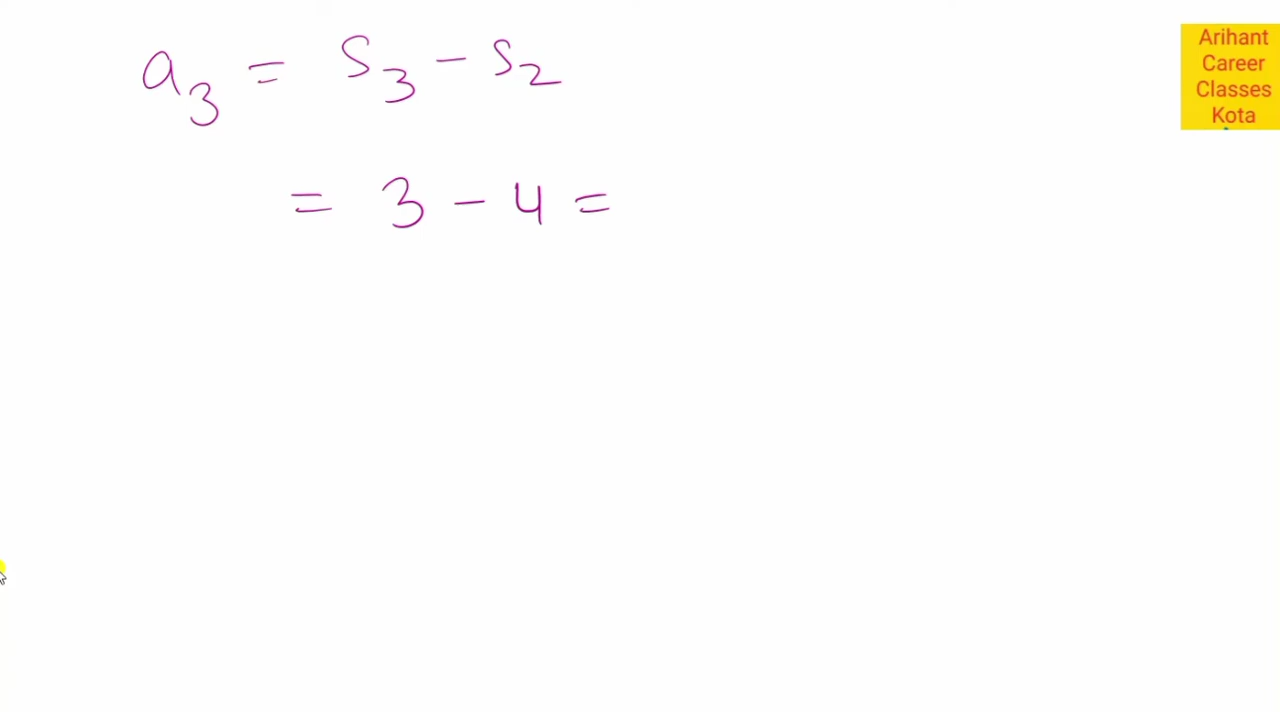 a₃ = S₃ - S₂
= 3 - 4 =
Arihant
Career
Classes
Kota